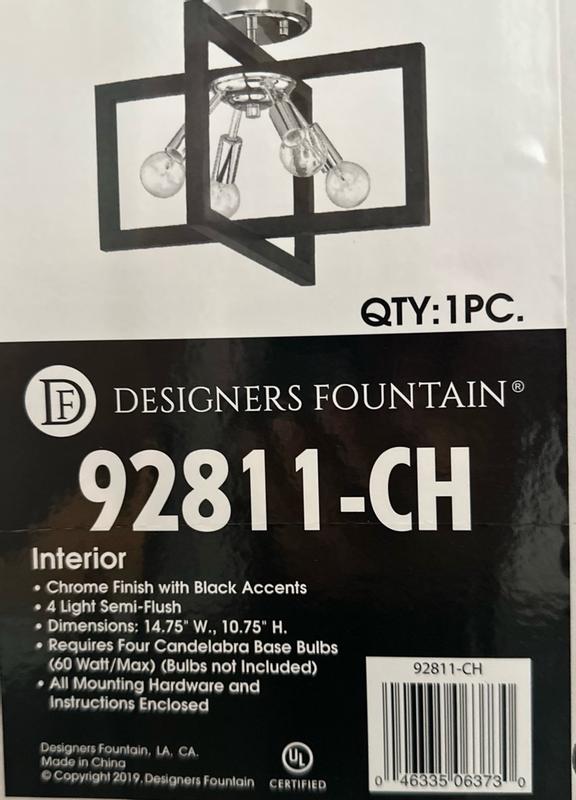 QTY:1PC.
DF DESIGNERS FOUNTAIN®
92811-CH
Interior
• Chrome Finish with Black Accents
• 4 Light Semi-Flush
• Dimensions: 14.75" W., 10.75" H.
• Requires Four Candelabra Base Bulbs
(60 Watt/Max) (Bulbs not Included)
• All Mounting Hardware and
Instructions Enclosed
Designers Fountain, LA, CA.
Made in China
© Copyright 2019, Designers Fountain
UL
CERTIFIED
92811-CH
0 46335 06373 0